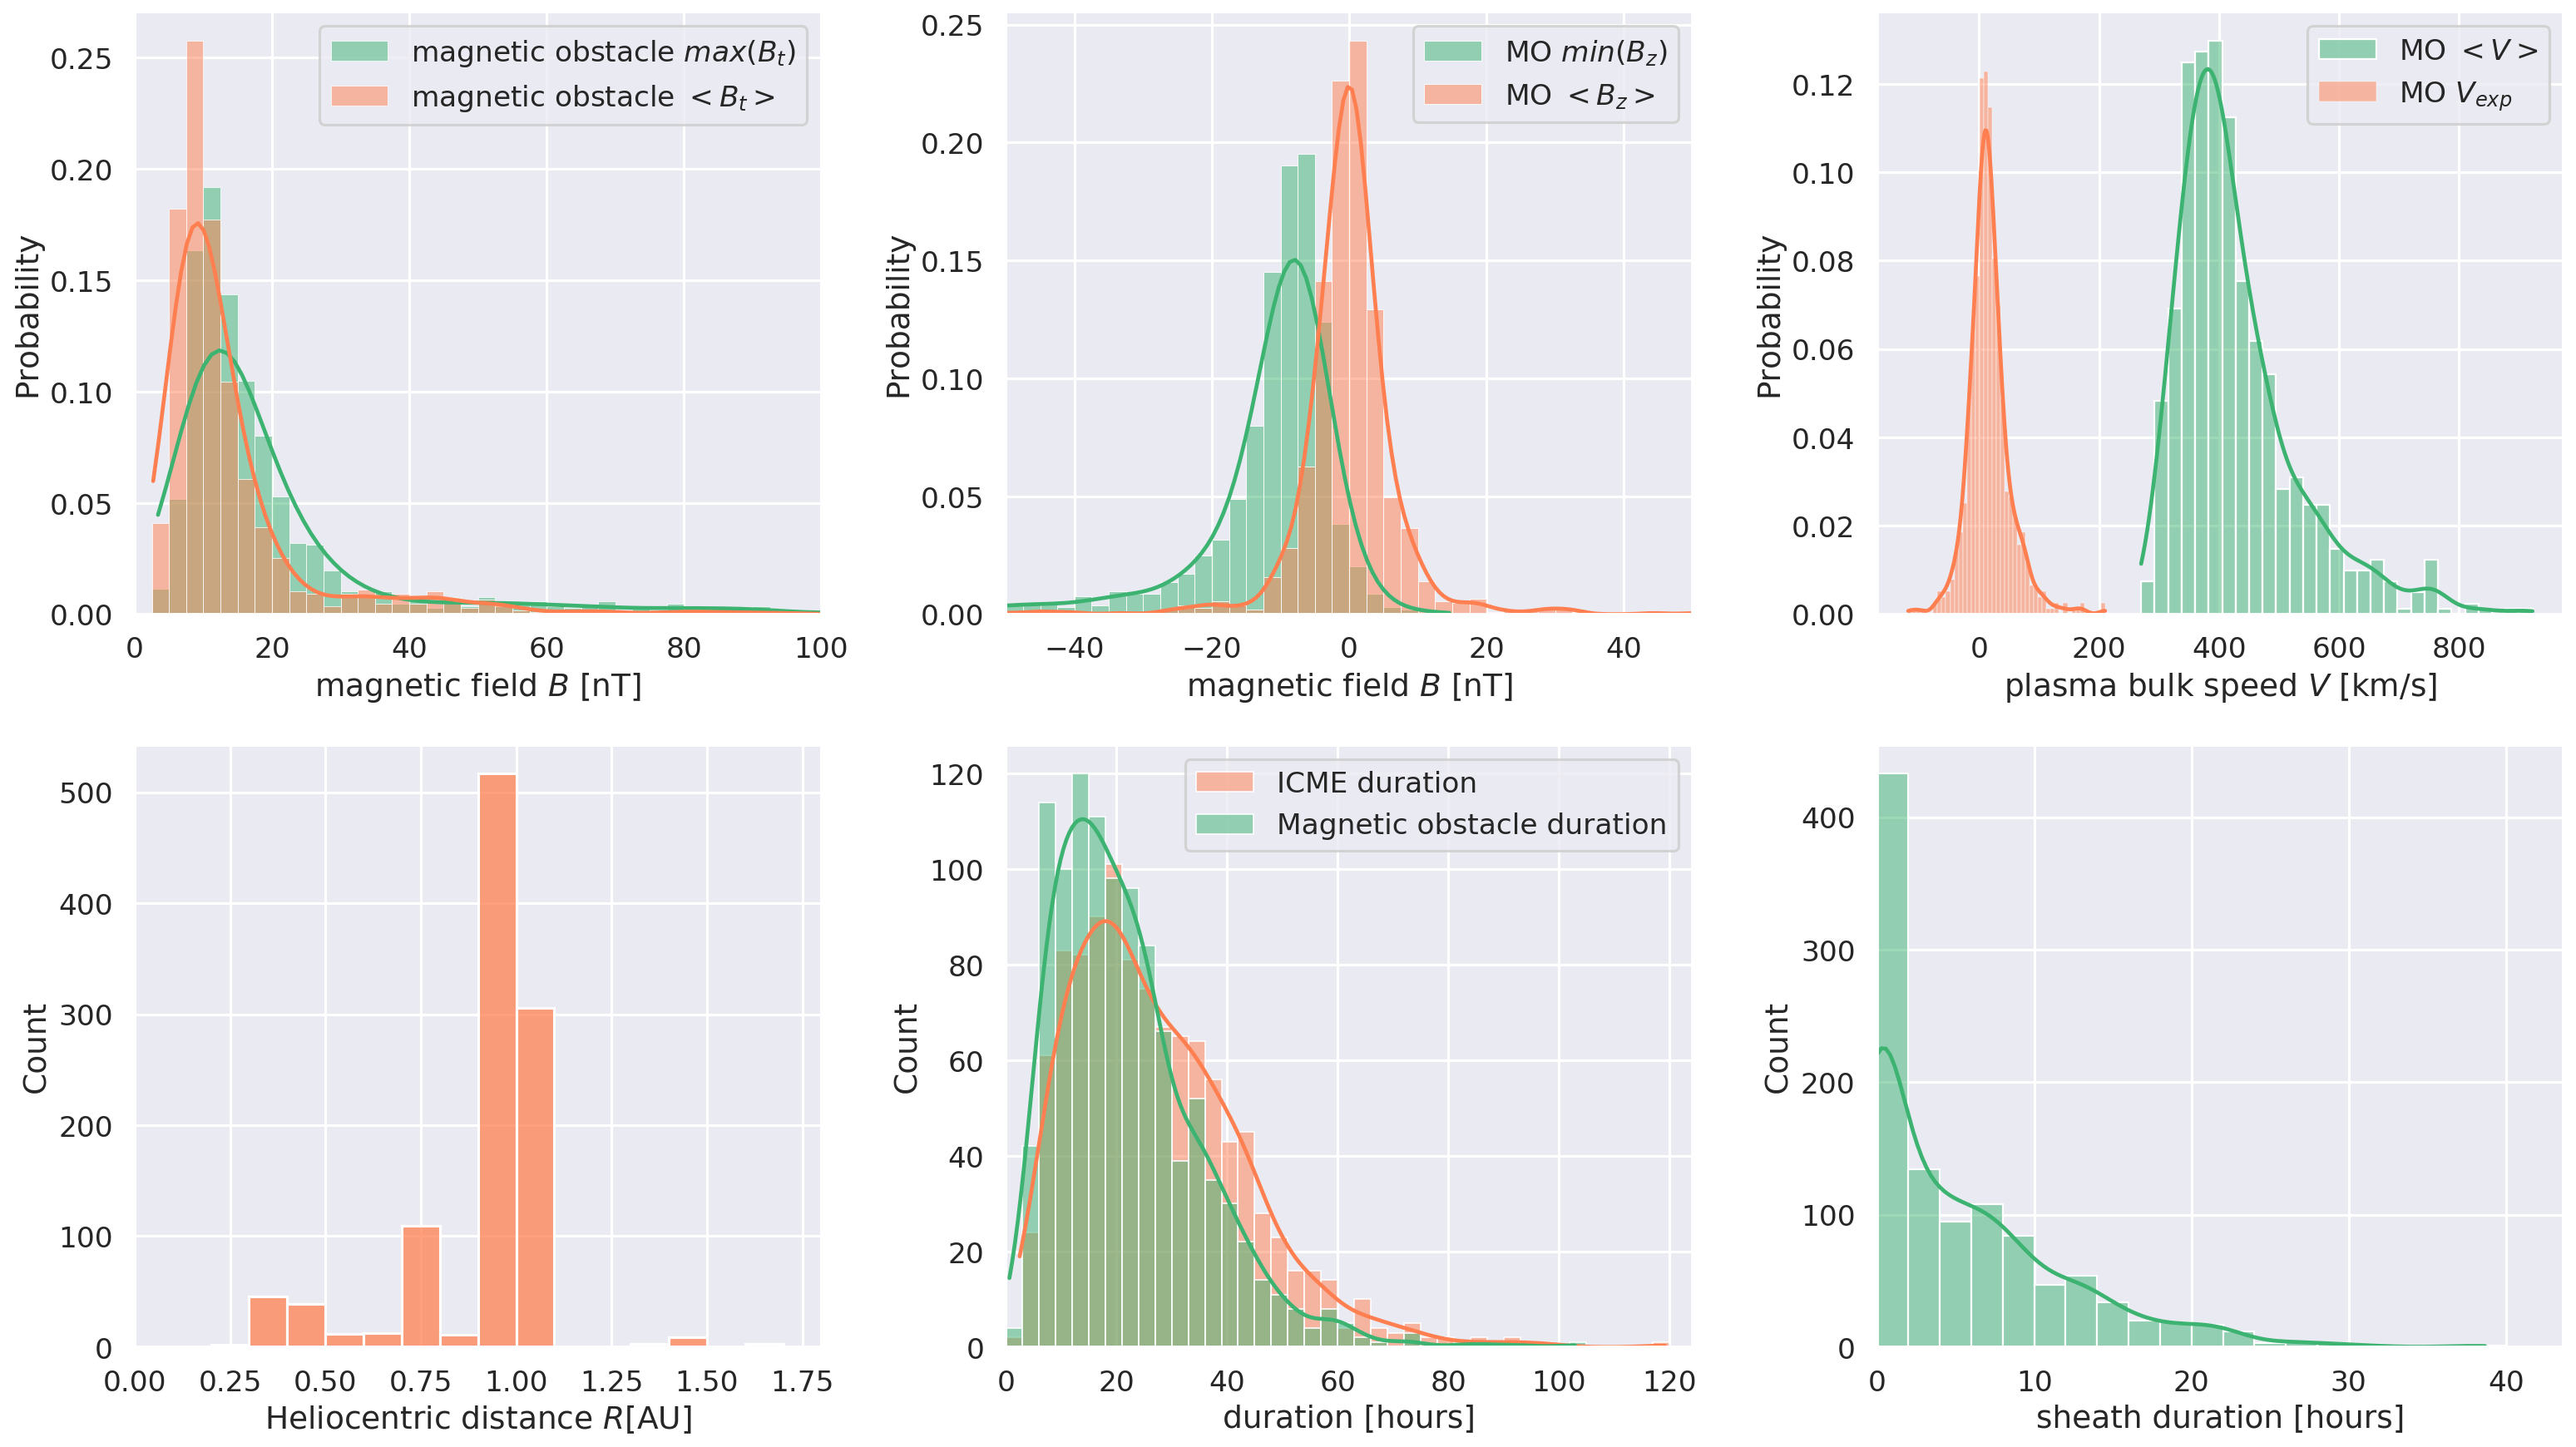 magnetic obstacle max(B_t)
magnetic obstacle < B_t >
0.25
0.20
0.15
0.10
0.05
0.00
Probability
0 20 40 60 80 100
magnetic field B [nT]
MO min(B_z)
MO < B_z >
0.25
0.20
0.15
0.10
0.05
0.00
Probability
−40 −20 0 20 40
magnetic field B [nT]
MO < V >
MO V_exp
0.12
0.10
0.08
0.06
0.04
0.02
0.00
Probability
0 200 400 600 800
plasma bulk speed V [km/s]
500
400
300
200
100
0
Count
0.00 0.25 0.50 0.75 1.00 1.25 1.50 1.75
Heliocentric distance R[AU]
ICME duration
Magnetic obstacle duration
120
100
80
60
40
20
0
Count
0 20 40 60 80 100 120
duration [hours]
400
300
200
100
0
Count
0 10 20 30 40
sheath duration [hours]